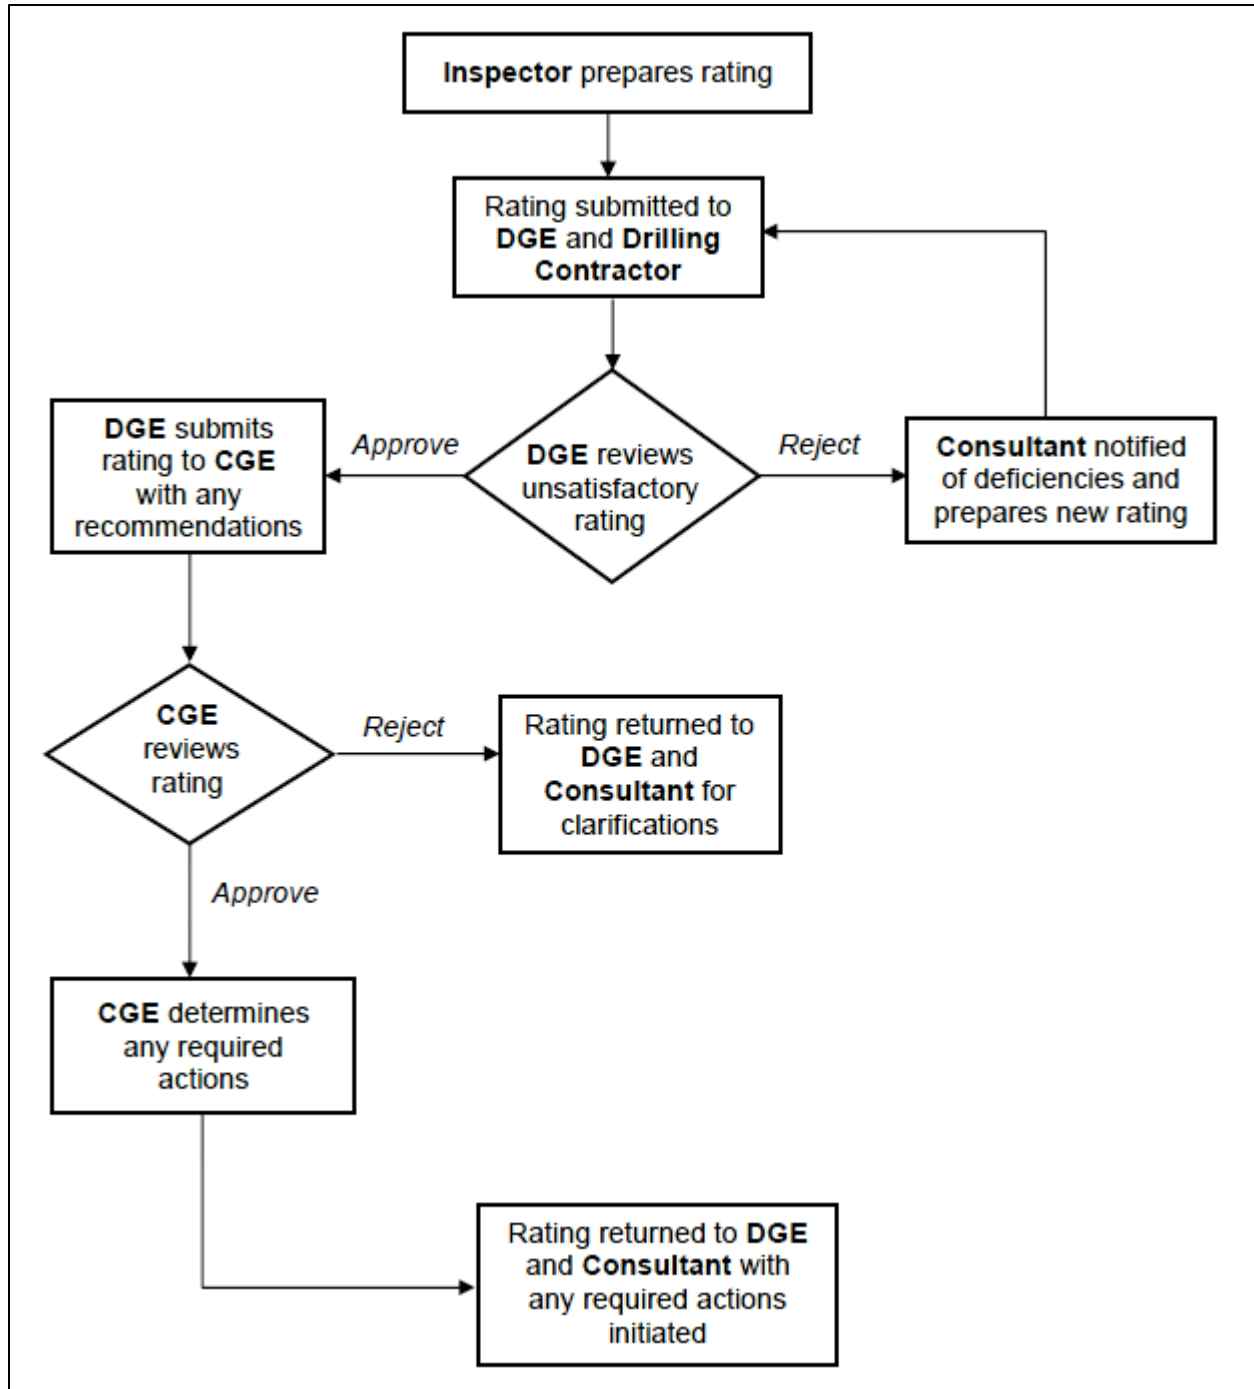 Inspector prepares rating
Rating submitted to
DGE and Drilling
Contractor
DGE submits
rating to CGE
with any
recommendations
Approve
DGE reviews
unsatisfactory
rating
Reject
Consultant notified
of deficiencies and
prepares new rating
CGE
reviews
rating
Reject
Rating returned to
DGE and
Consultant for
clarifications
Approve
CGE determines
any required
actions
Rating returned to DGE
and Consultant with
any required actions
initiated